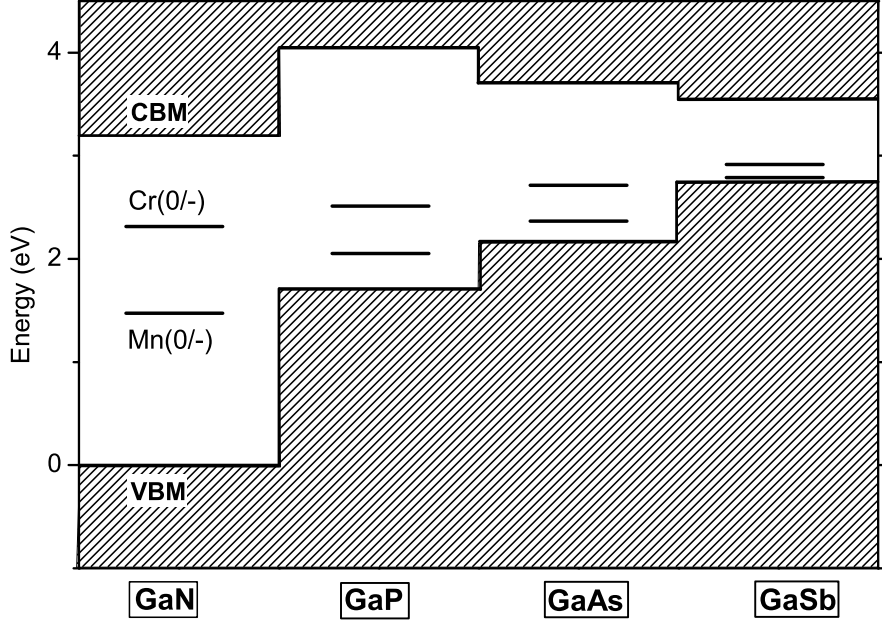 4
CBM
Cr(0/-)
2
Energy (eV)
Mn(0/-)
0
VBM
GaN GaP GaAs GaSb